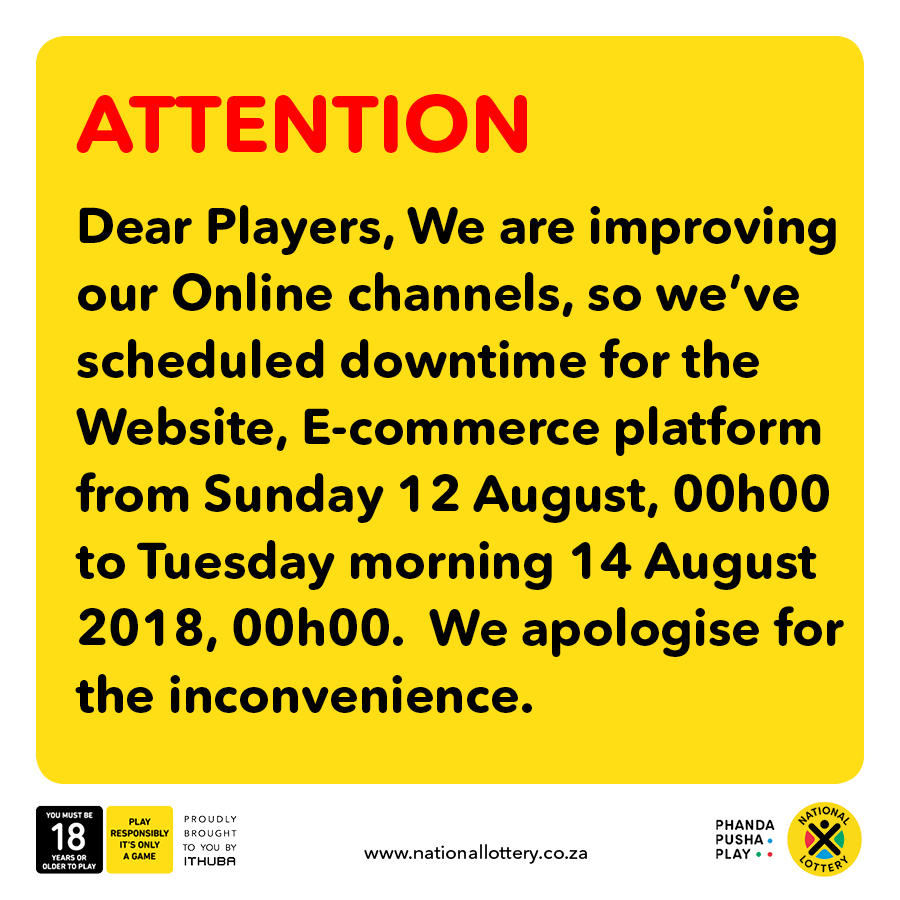 ATTENTION
Dear Players, We are improving
our Online channels, so we’ve
scheduled downtime for the
Website, E-commerce platform
from Sunday 12 August, 00h00
to Tuesday morning 14 August
2018, 00h00.  We apologise for
the inconvenience.
YOU MUST BE
18
YEARS OR
OLDER TO PLAY
PLAY
RESPONSIBLY
IT'S ONLY
A GAME
PROUDLY
BROUGHT
TO YOU BY
ITHUBA
www.nationallottery.co.za
PHANDA
PUSHA
PLAY
NATIONAL
LOTTERY